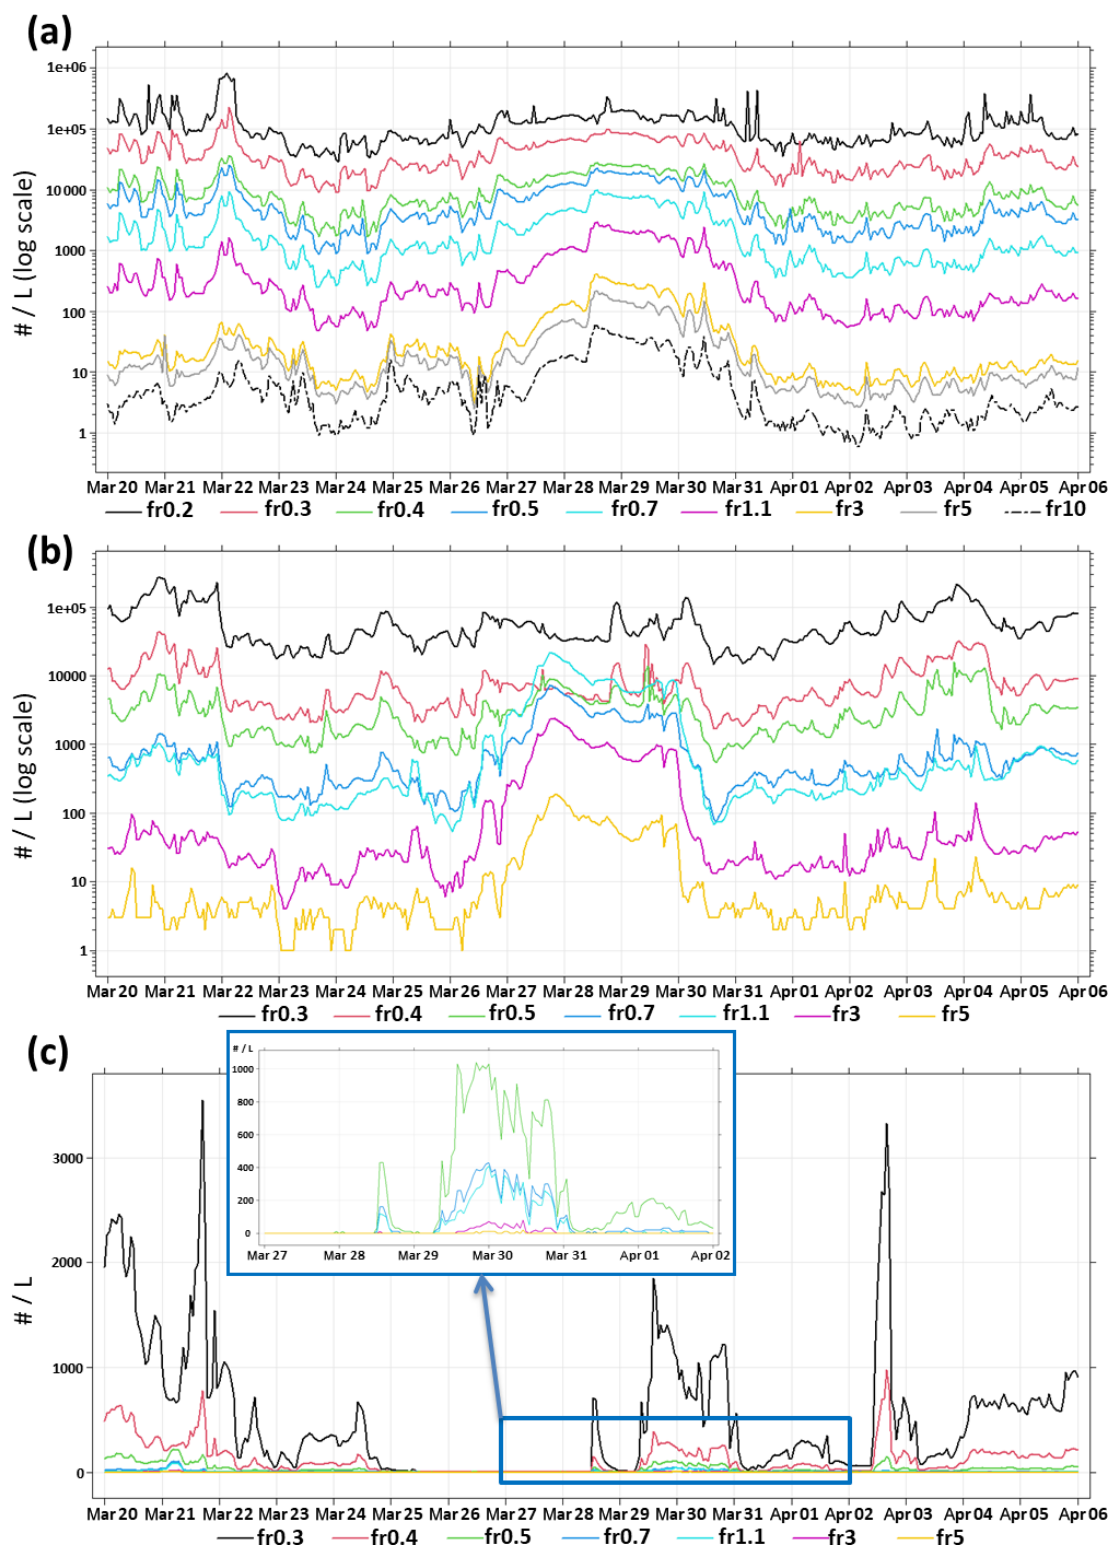 (a)
# / L (log scale)
1e+06
1e+05
10 000
1000
100
10
1
Mar 20 Mar 21 Mar 22 Mar 23 Mar 24 Mar 25 Mar 26 Mar 27 Mar 28 Mar 29 Mar 30 Mar 31 Apr 01 Apr 02 Apr 03 Apr 04 Apr 05 Apr 06
fr0.2 fr0.3 fr0.4 fr0.5 fr0.7 fr1.1 fr3 fr5 fr10
(b)
# / L (log scale)
1e+05
10000
1000
100
10
1
Mar 20 Mar 21 Mar 22 Mar 23 Mar 24 Mar 25 Mar 26 Mar 27 Mar 28 Mar 29 Mar 30 Mar 31 Apr 01 Apr 02 Apr 03 Apr 04 Apr 05 Apr 06
fr0.3 fr0.4 fr0.5 fr0.7 fr1.1 fr3 fr5
(c)
# / L
3000
2000
1000
0
# / L
1000
800
600
400
200
0
Mar 27 Mar 28 Mar 29 Mar 30 Mar 31 Apr 01 Apr 02
Mar 20 Mar 21 Mar 22 Mar 23 Mar 24 Mar 25 Mar 26 Mar 27 Mar 28 Mar 29 Mar 30 Mar 31 Apr 01 Apr 02 Apr 03 Apr 04 Apr 05 Apr 06
fr0.3 fr0.4 fr0.5 fr0.7 fr1.1 fr3 fr5